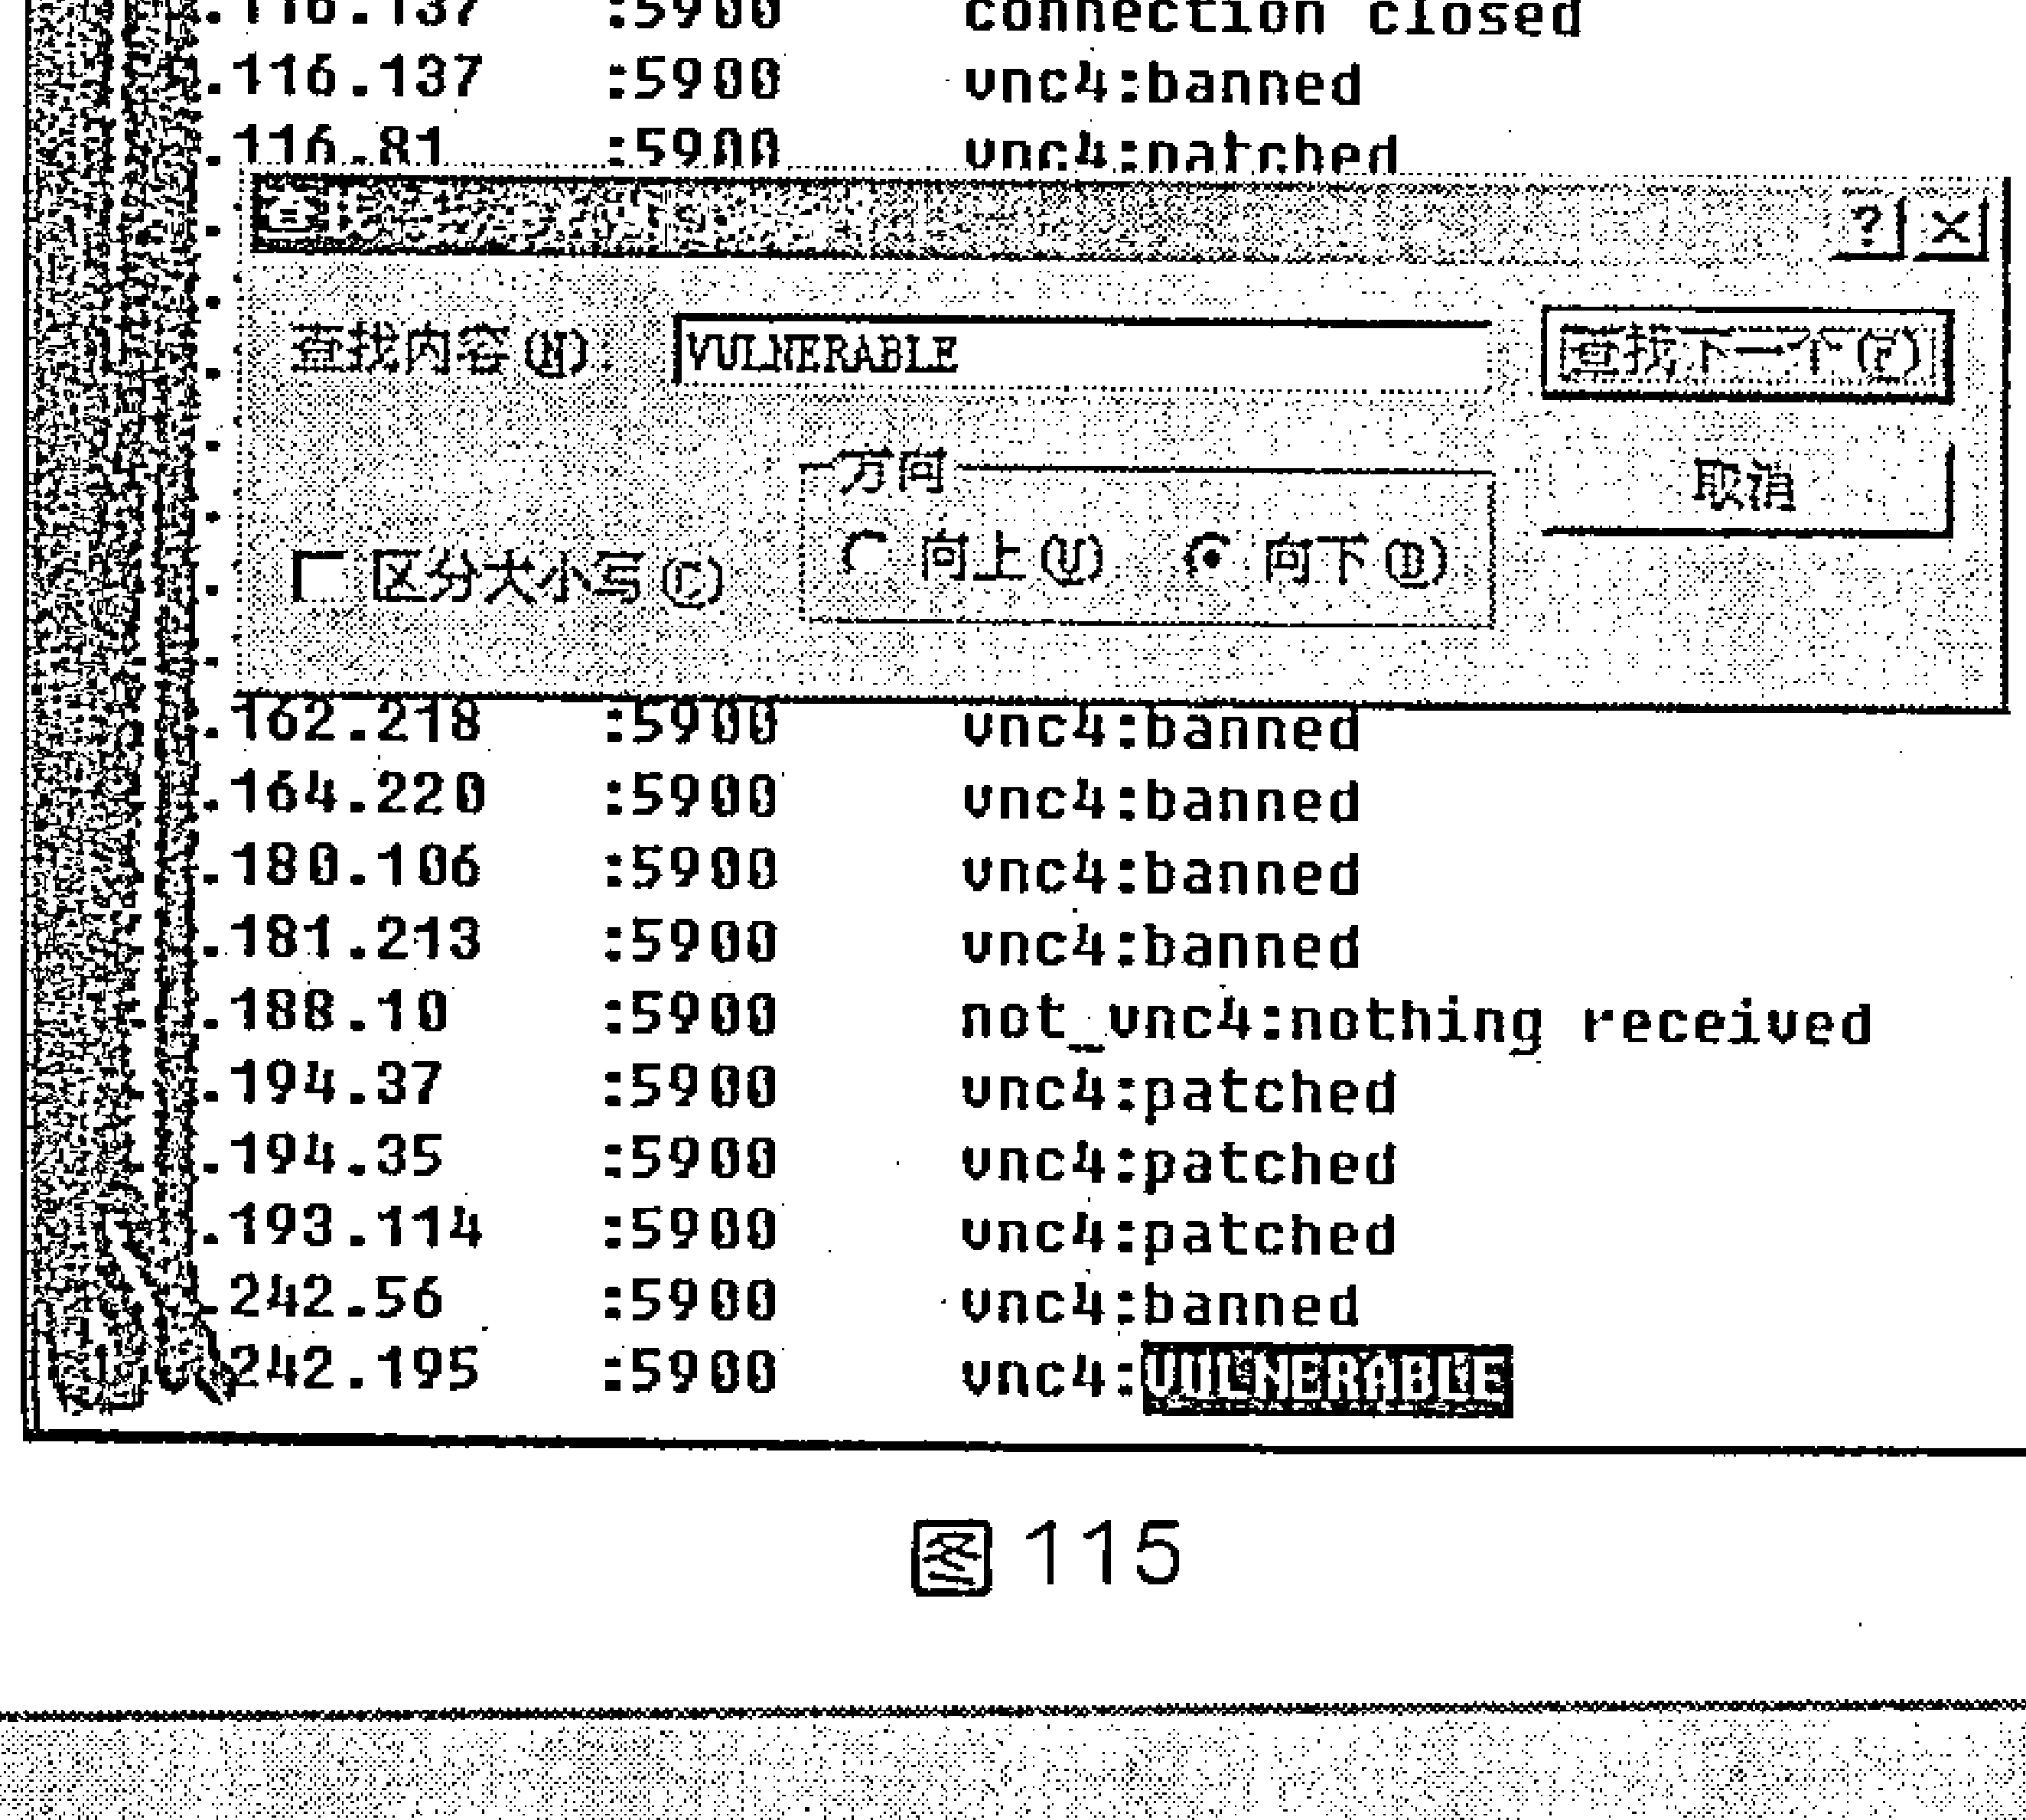 .116.137 :5900 connection closed
.116.137 :5900 vnc4:banned
.116.81 :5900 vnc4:patched
查找内容(N): VULNERABLE 查找下一个(F)
方向 取消
区分大小写(C) 向上(U) 向下(D)
.162.218 :5900 vnc4:banned
.164.220 :5900 vnc4:banned
.180.106 :5900 vnc4:banned
.181.213 :5900 vnc4:banned
.188.10 :5900 not_vnc4:nothing received
.194.37 :5900 vnc4:patched
.194.35 :5900 vnc4:patched
.193.114 :5900 vnc4:patched
.242.56 :5900 vnc4:banned
.242.195 :5900 vnc4:VULNERABLE
图115